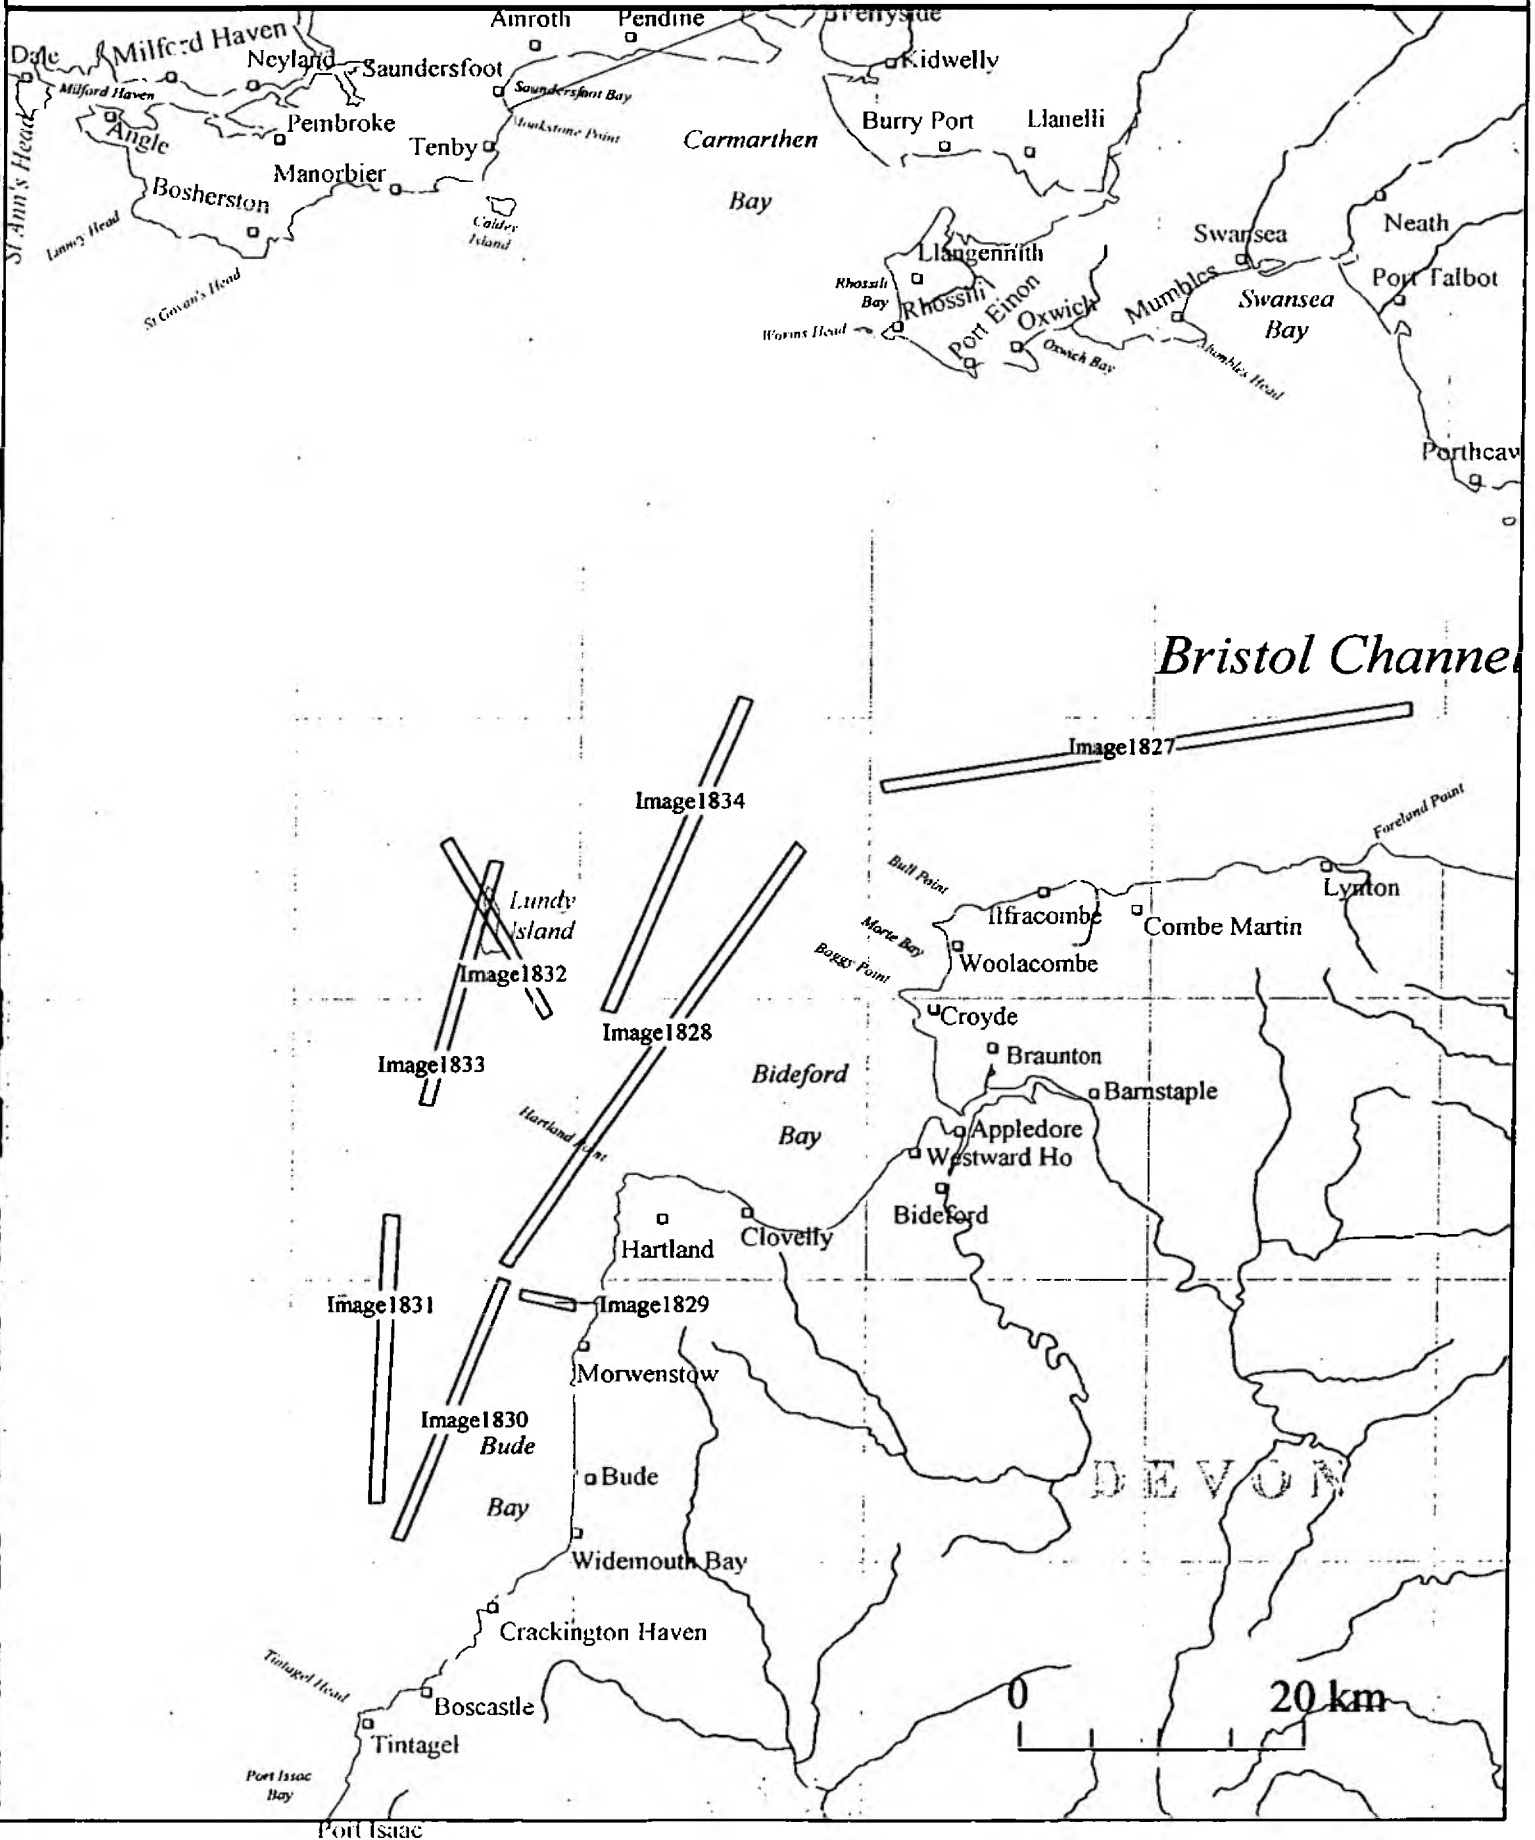 Amroth
Pendine
Ferryside
Dale
Milford Haven
Neyland
Saundersfoot
Kidwelly
Milford Haven
Saundersfoot Bay
St Ann's Head
Angle
Pembroke
Monkstone Point
Carmarthen
Bay
Burry Port
Llanelli
Tenby
Manorbier
Bosherston
Linney Head
Caldey
Island
St Govan's Head
Neath
Swansea
Llangennith
Rhossili
Bay
Rhossili
Port Einon
Oxwich
Mumbles
Port Talbot
Swansea
Bay
Worms Head
Oxwich Bay
Mumbles Head
Porthcaw
Bristol Channel
Image1827
Image1834
Foreland Point
Bull Point
Lynton
Lundy
Island
Ilfracombe
Combe Martin
Morte Bay
Baggy Point
Woolacombe
Image1832
Croyde
Image1828
Braunton
Image1833
Bideford
Bay
Barnstaple
Hartland Point
Appledore
Westward Ho
Bideford
Clovelly
Hartland
Image1831
Image1829
Morwenstow
Image1830
Bude
Bay
Bude
DEVON
Widemouth Bay
Crackington Haven
Tintagel Head
Boscastle
0
20 km
Tintagel
Port Issac
Bay
Port Isaac